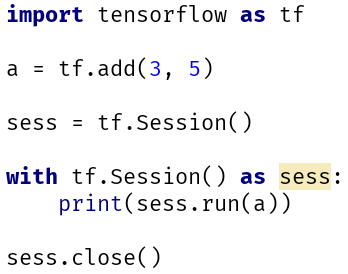 import tensorflow as tf
a = tf.add(3, 5)
sess = tf.Session()
with tf.Session() as sess:
    print(sess.run(a))
sess.close()